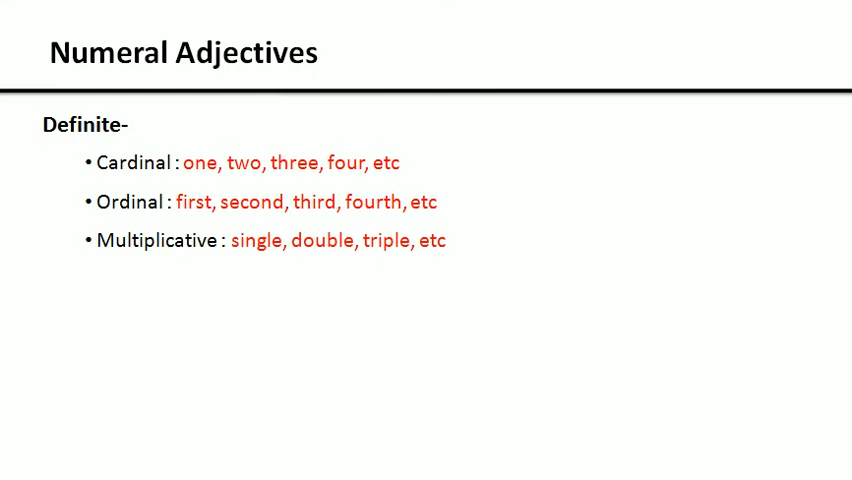 Numeral Adjectives
Definite-
• Cardinal : one, two, three, four, etc
• Ordinal : first, second, third, fourth, etc
• Multiplicative : single, double, triple, etc